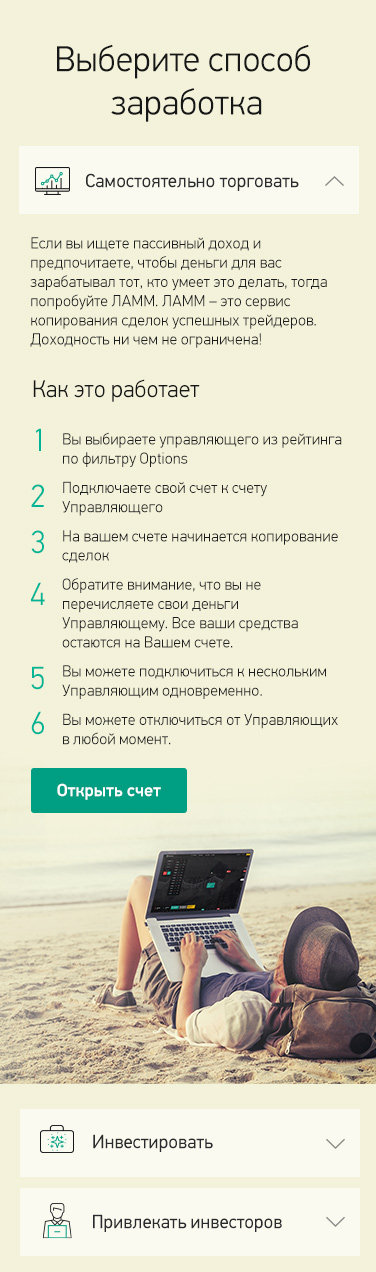 Выберите способ
заработка
Самостоятельно торговать
Если вы ищете пассивный доход и
предпочитаете, чтобы деньги для вас
зарабатывал тот, кто умеет это делать, тогда
попробуйте ЛАММ. ЛАММ – это сервис
копирования сделок успешных трейдеров.
Доходность ни чем не ограничена!
Как это работает
1 Вы выбираете управляющего из рейтинга
по фильтру Options
2 Подключаете свой счет к счету
Управляющего
3 На вашем счете начинается копирование
сделок
4 Обратите внимание, что вы не
перечисляете свои деньги
Управляющему. Все ваши средства
остаются на Вашем счете.
5 Вы можете подключиться к нескольким
Управляющим одновременно.
6 Вы можете отключиться от Управляющих
в любой момент.
Открыть счет
Инвестировать
Привлекать инвесторов